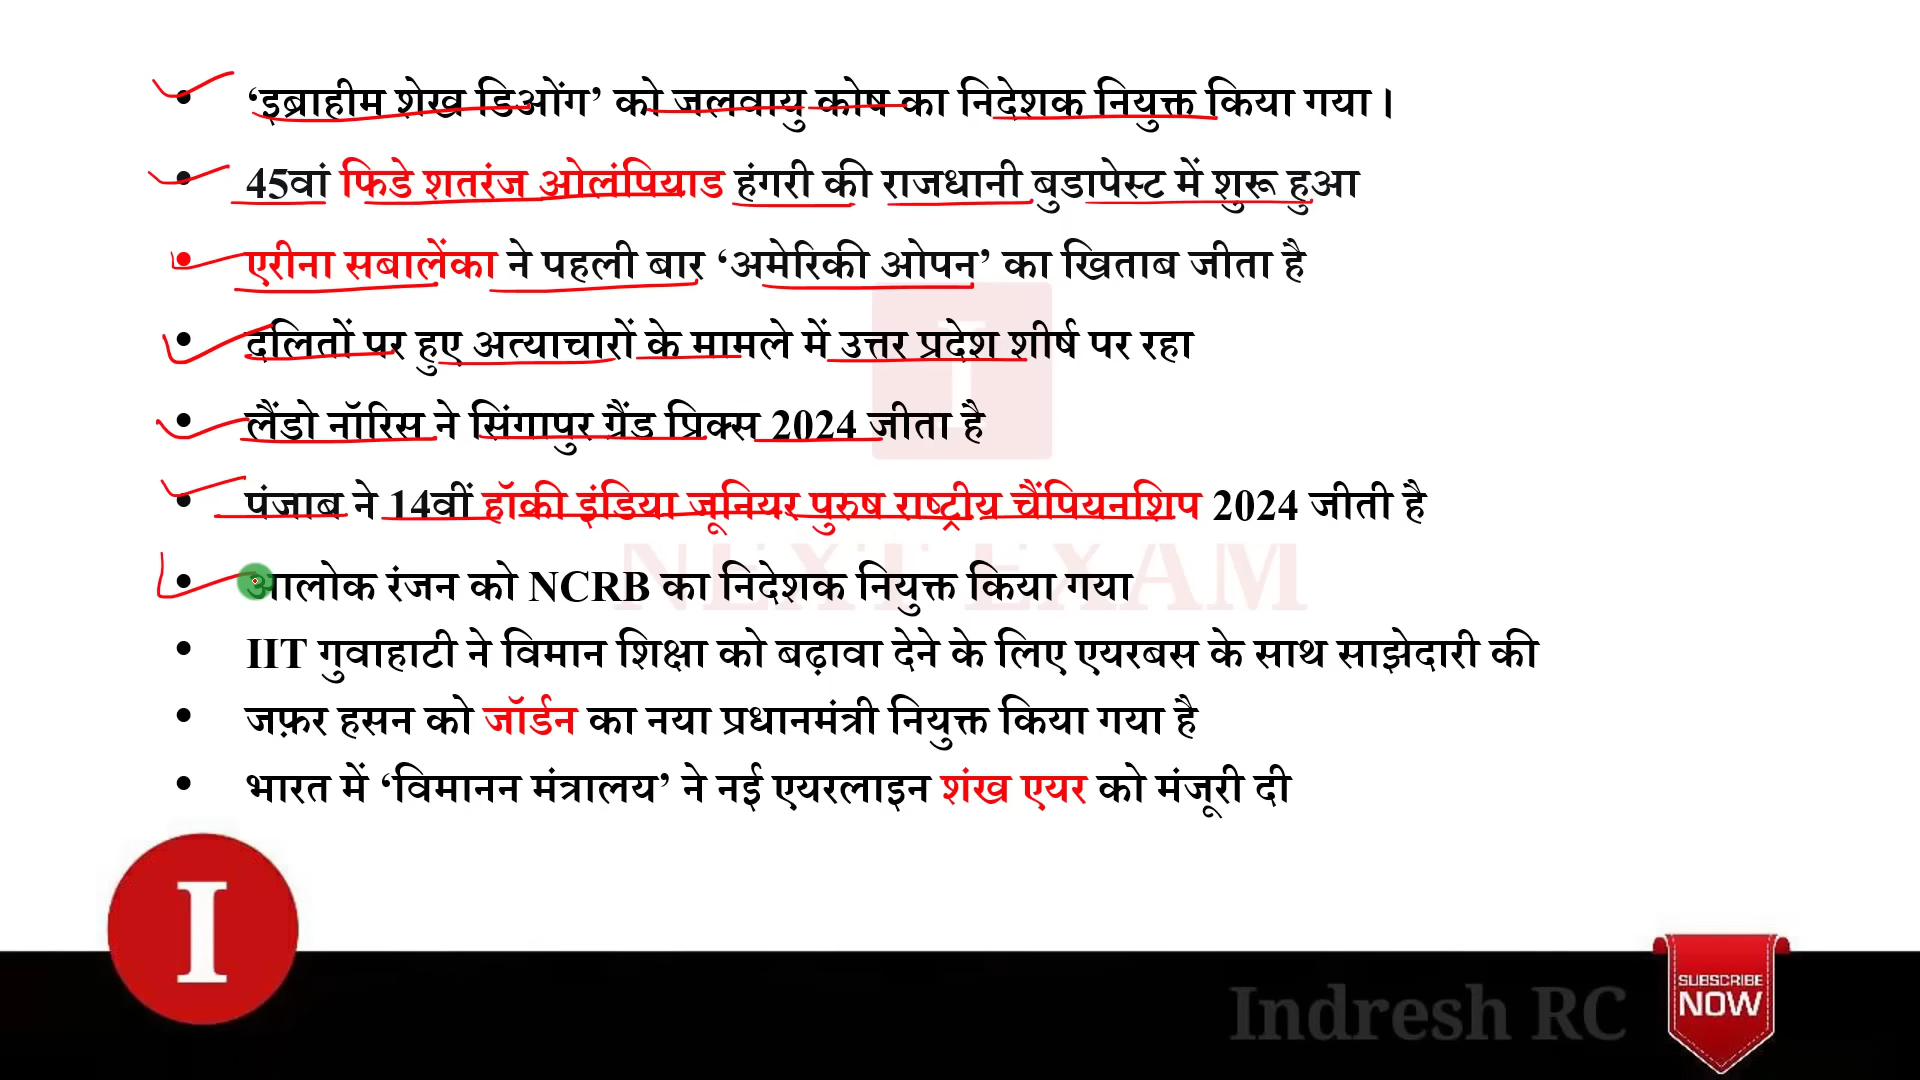 • ‘इब्राहीम शेख डिओंग’ को जलवायु कोष का निदेशक नियुक्त किया गया।
• 45वां फिडे शतरंज ओलंपियाड हंगरी की राजधानी बुडापेस्ट में शुरू हुआ
• एरीना सबालेंका ने पहली बार ‘अमेरिकी ओपन’ का खिताब जीता है
• दलितों पर हुए अत्याचारों के मामले में उत्तर प्रदेश शीर्ष पर रहा
• लैंडो नॉरिस ने सिंगापुर ग्रैंड प्रिक्स 2024 जीता है
• पंजाब ने 14वीं हॉकी इंडिया जूनियर पुरुष राष्ट्रीय चैंपियनशिप 2024 जीती है
NEXT EXAM
• आलोक रंजन को NCRB का निदेशक नियुक्त किया गया
• IIT गुवाहाटी ने विमान शिक्षा को बढ़ावा देने के लिए एयरबस के साथ साझेदारी की
• जफ़र हसन को जॉर्डन का नया प्रधानमंत्री नियुक्त किया गया है
• भारत में ‘विमानन मंत्रालय’ ने नई एयरलाइन शंख एयर को मंजूरी दी
I
Indresh RC
SUBSCRIBE
NOW